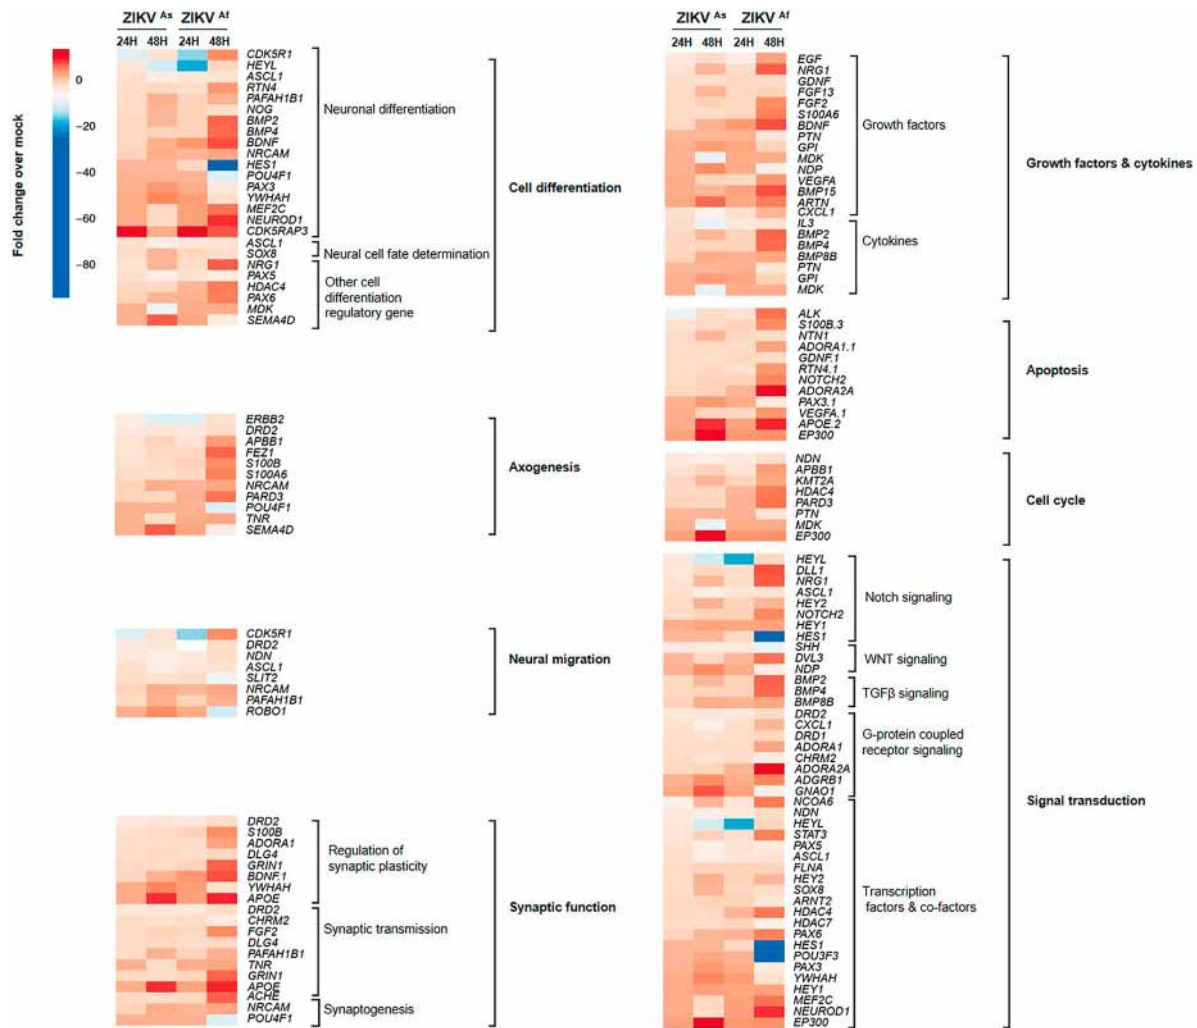 ZIKV As ZIKV Af
24H 48H 24H 48H
Fold change over mock
0
−20
−40
−60
−80
CDK5R1
HEYL
ASCL1
RTN4
PAFAH1B1
NOG
BMP2
BMP4
BDNF
NRCAM
HES1
POU4F1
PAX3
YWHAH
MEF2C
NEUROD1
CDK5RAP3
Neuronal differentiation
ASCL1
SOX8
Neural cell fate determination
NRG1
PAX5
HDAC4
PAX6
MDK
SEMA4D
Other cell
differentiation
regulatory gene
Cell differentiation
ERBB2
DRD2
APBB1
FEZ1
S100B
S100A6
NRCAM
PARD3
POU4F1
TNR
SEMA4D
Axogenesis
CDK5R1
DRD2
NDN
ASCL1
SLIT2
NRCAM
PAFAH1B1
ROBO1
Neural migration
DRD2
S100B
ADORA1
DLG4
GRIN1
BDNF.1
YWHAH
APOE
Regulation of
synaptic plasticity
DRD2
CHRM2
FGF2
DLG4
PAFAH1B1
TNR
GRIN1
APOE
Synaptic transmission
ACHE
NRCAM
POU4F1
Synaptogenesis
Synaptic function
ZIKV As ZIKV Af
24H 48H 24H 48H
EGF
NRG1
GDNF
FGF13
FGF2
S100A6
BDNF
PTN
GPI
MDK
NDP
VEGFA
BMP15
ARTN
CXCL1
Growth factors
IL3
BMP2
BMP4
BMP8B
PTN
GPI
MDK
Cytokines
Growth factors & cytokines
ALK
S100B.3
NTN1
ADORA1.1
GDNF.1
RTN4.1
NOTCH2
ADORA2A
PAX3.1
VEGFA.1
APOE.2
EP300
Apoptosis
NDN
APBB1
KMT2A
HDAC4
PARD3
PTN
MDK
EP300
Cell cycle
HEYL
DLL1
NRG1
ASCL1
HEY2
NOTCH2
HEY1
HES1
Notch signaling
SHH
DVL3
NDP
WNT signaling
BMP2
BMP4
BMP8B
TGFβ signaling
DRD2
CXCL1
DRD1
ADORA1
CHRM2
ADORA2A
ADGRB1
GNAO1
G-protein coupled
receptor signaling
NCOA6
NDN
HEYL
STAT3
PAX5
ASCL1
FLNA
HEY2
SOX8
ARNT2
HDAC4
HDAC7
PAX6
HES1
POU3F3
PAX3
YWHAH
HEY1
MEF2C
NEUROD1
EP300
Transcription
factors & co-factors
Signal transduction